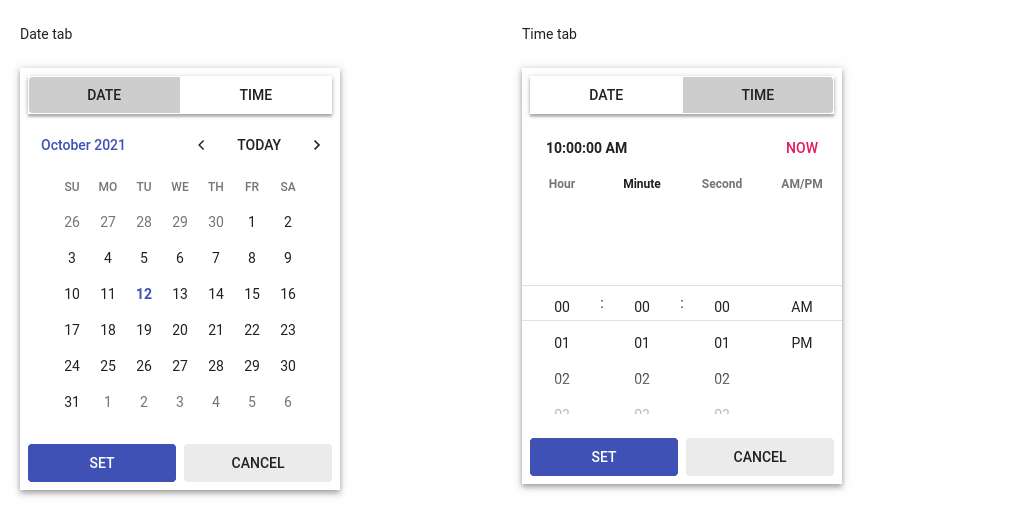 Date tab
DATE TIME
October 2021 TODAY
SU MO TU WE TH FR SA
26 27 28 29 30 1 2
3 4 5 6 7 8 9
10 11 12 13 14 15 16
17 18 19 20 21 22 23
24 25 26 27 28 29 30
31 1 2 3 4 5 6
SET CANCEL
Time tab
DATE TIME
10:00:00 AM NOW
Hour Minute Second AM/PM
00 : 00 : 00 AM
01 01 01 PM
02 02 02
SET CANCEL